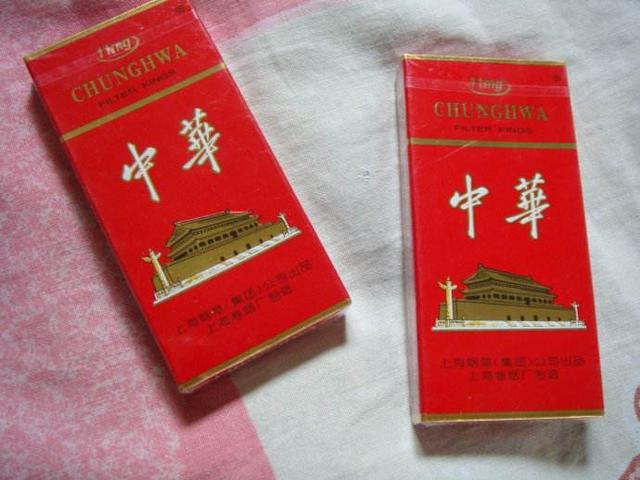 11mg
CHUNGHWA
FILTER KINGS
中華
上海烟草(集团)公司出品
上海卷烟厂制造
11mg
CHUNGHWA
FILTER KINGS
中華
上海烟草(集团)公司出品
上海卷烟厂制造